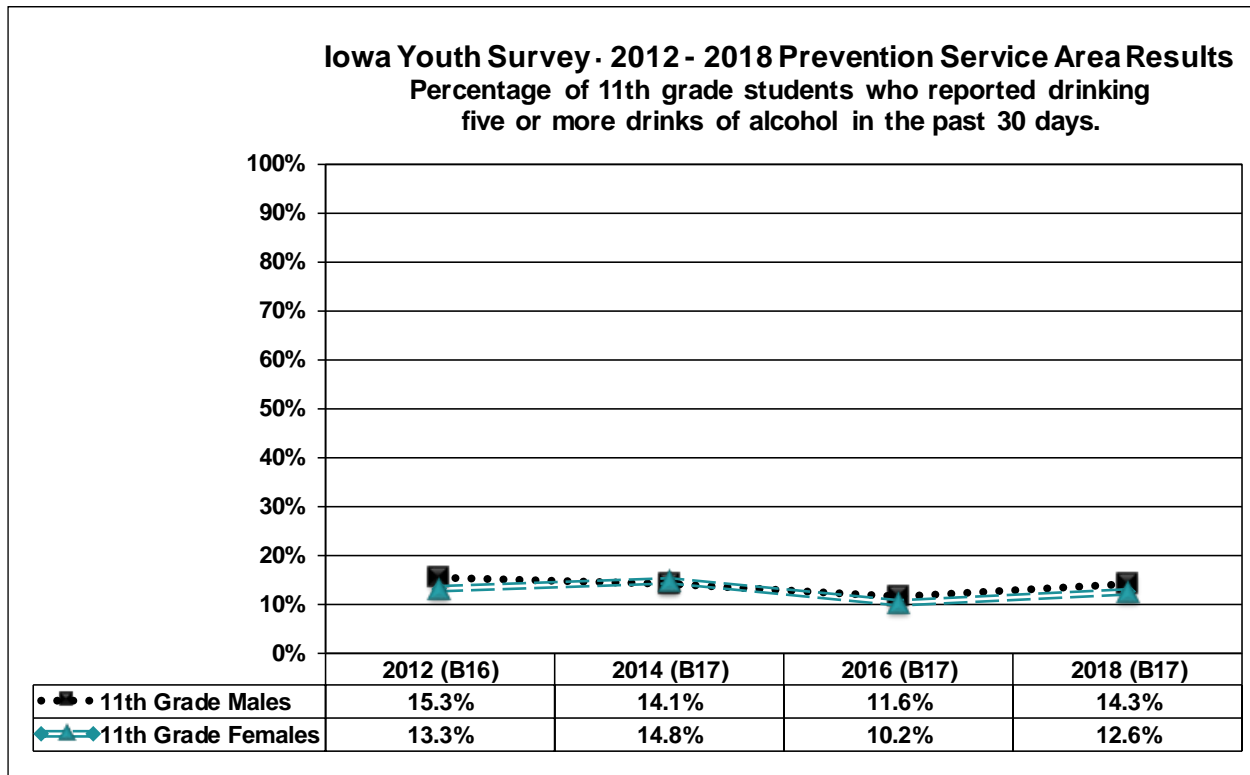 Iowa Youth Survey · 2012 - 2018 Prevention Service Area Results
Percentage of 11th grade students who reported drinking
five or more drinks of alcohol in the past 30 days.
100%
90%
80%
70%
60%
50%
40%
30%
20%
10%
0%
2012 (B16) 2014 (B17) 2016 (B17) 2018 (B17)
11th Grade Males 15.3% 14.1% 11.6% 14.3%
11th Grade Females 13.3% 14.8% 10.2% 12.6%